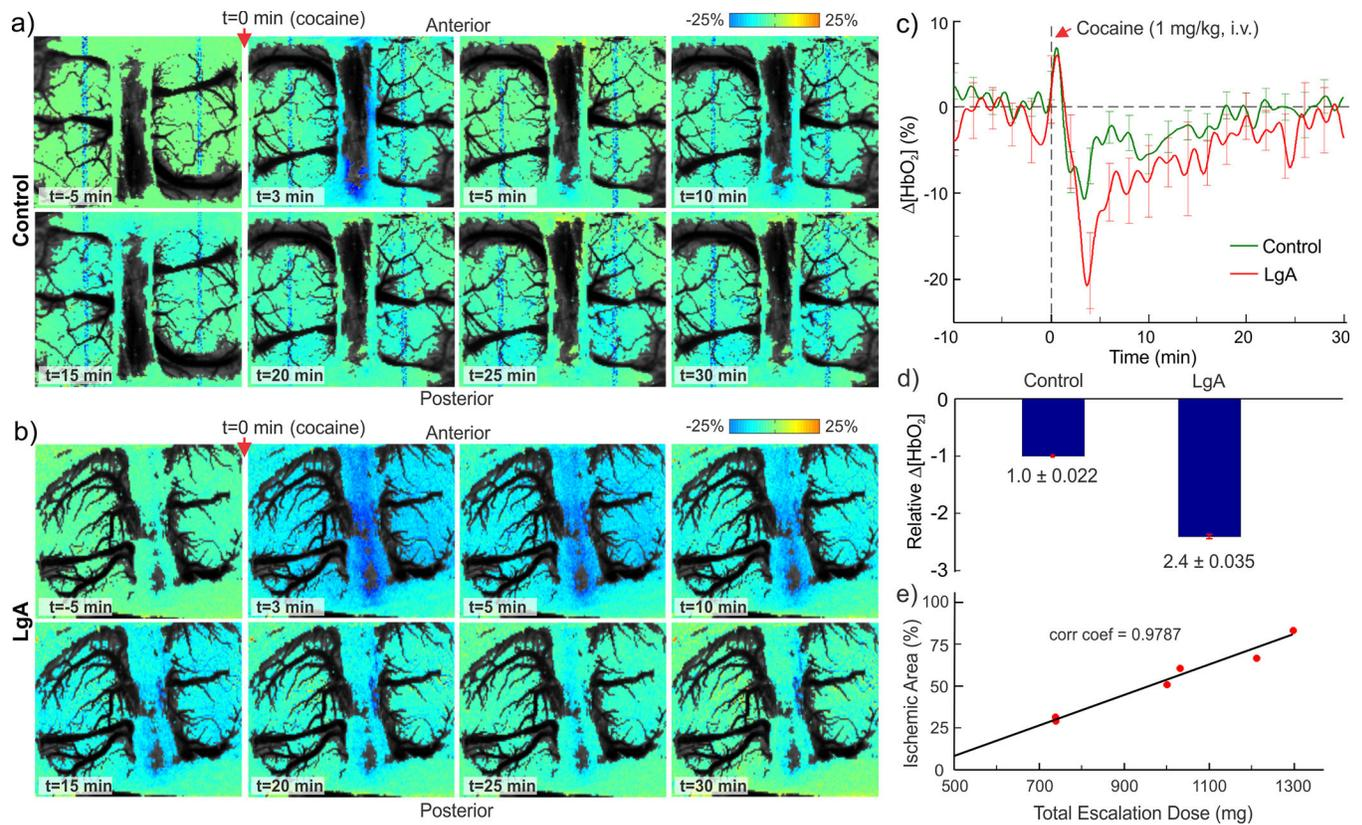 a)
t=0 min (cocaine)
Anterior
-25% 25%
Control
t=-5 min
t=3 min
t=5 min
t=10 min
t=15 min
t=20 min
t=25 min
t=30 min
Posterior
b)
t=0 min (cocaine)
Anterior
-25% 25%
LgA
t=-5 min
t=3 min
t=5 min
t=10 min
t=15 min
t=20 min
t=25 min
t=30 min
Posterior
c)
Cocaine (1 mg/kg, i.v.)
Δ[HbO₂] (%)
10
0
-10
-20
Control
LgA
-10 0 10 20 30
Time (min)
d)
Control LgA
Relative Δ[HbO₂]
0
-1
-2
-3
1.0 ± 0.022
2.4 ± 0.035
e)
Ischemic Area (%)
100
75
50
25
0
corr coef = 0.9787
500 700 900 1100 1300
Total Escalation Dose (mg)